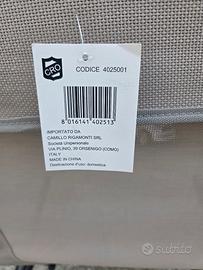 CRO
CODICE 4025001
8 016141 402513
IMPORTATO DA
CAMILLO RIGAMONTI SRL
Società Unipersonale
VIA PLINIO, 39 ORSENIGO (COMO)
ITALY
MADE IN CHINA
Destinazione d'uso: domestica
subito